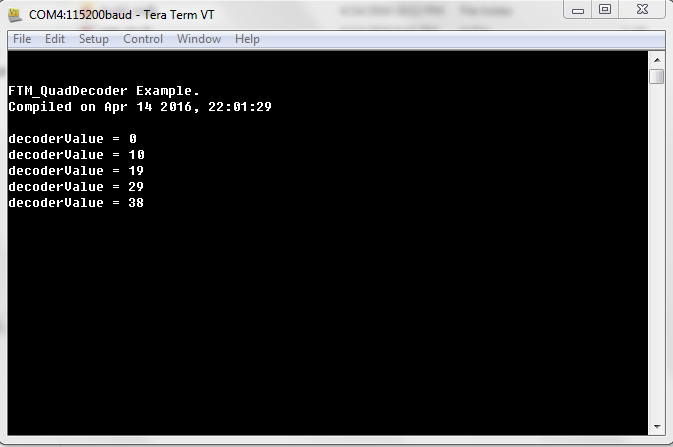 COM4:115200baud - Tera Term VT
File Edit Setup Control Window Help
FTM_QuadDecoder Example.
Compiled on Apr 14 2016, 22:01:29
decoderValue = 0
decoderValue = 10
decoderValue = 19
decoderValue = 29
decoderValue = 38